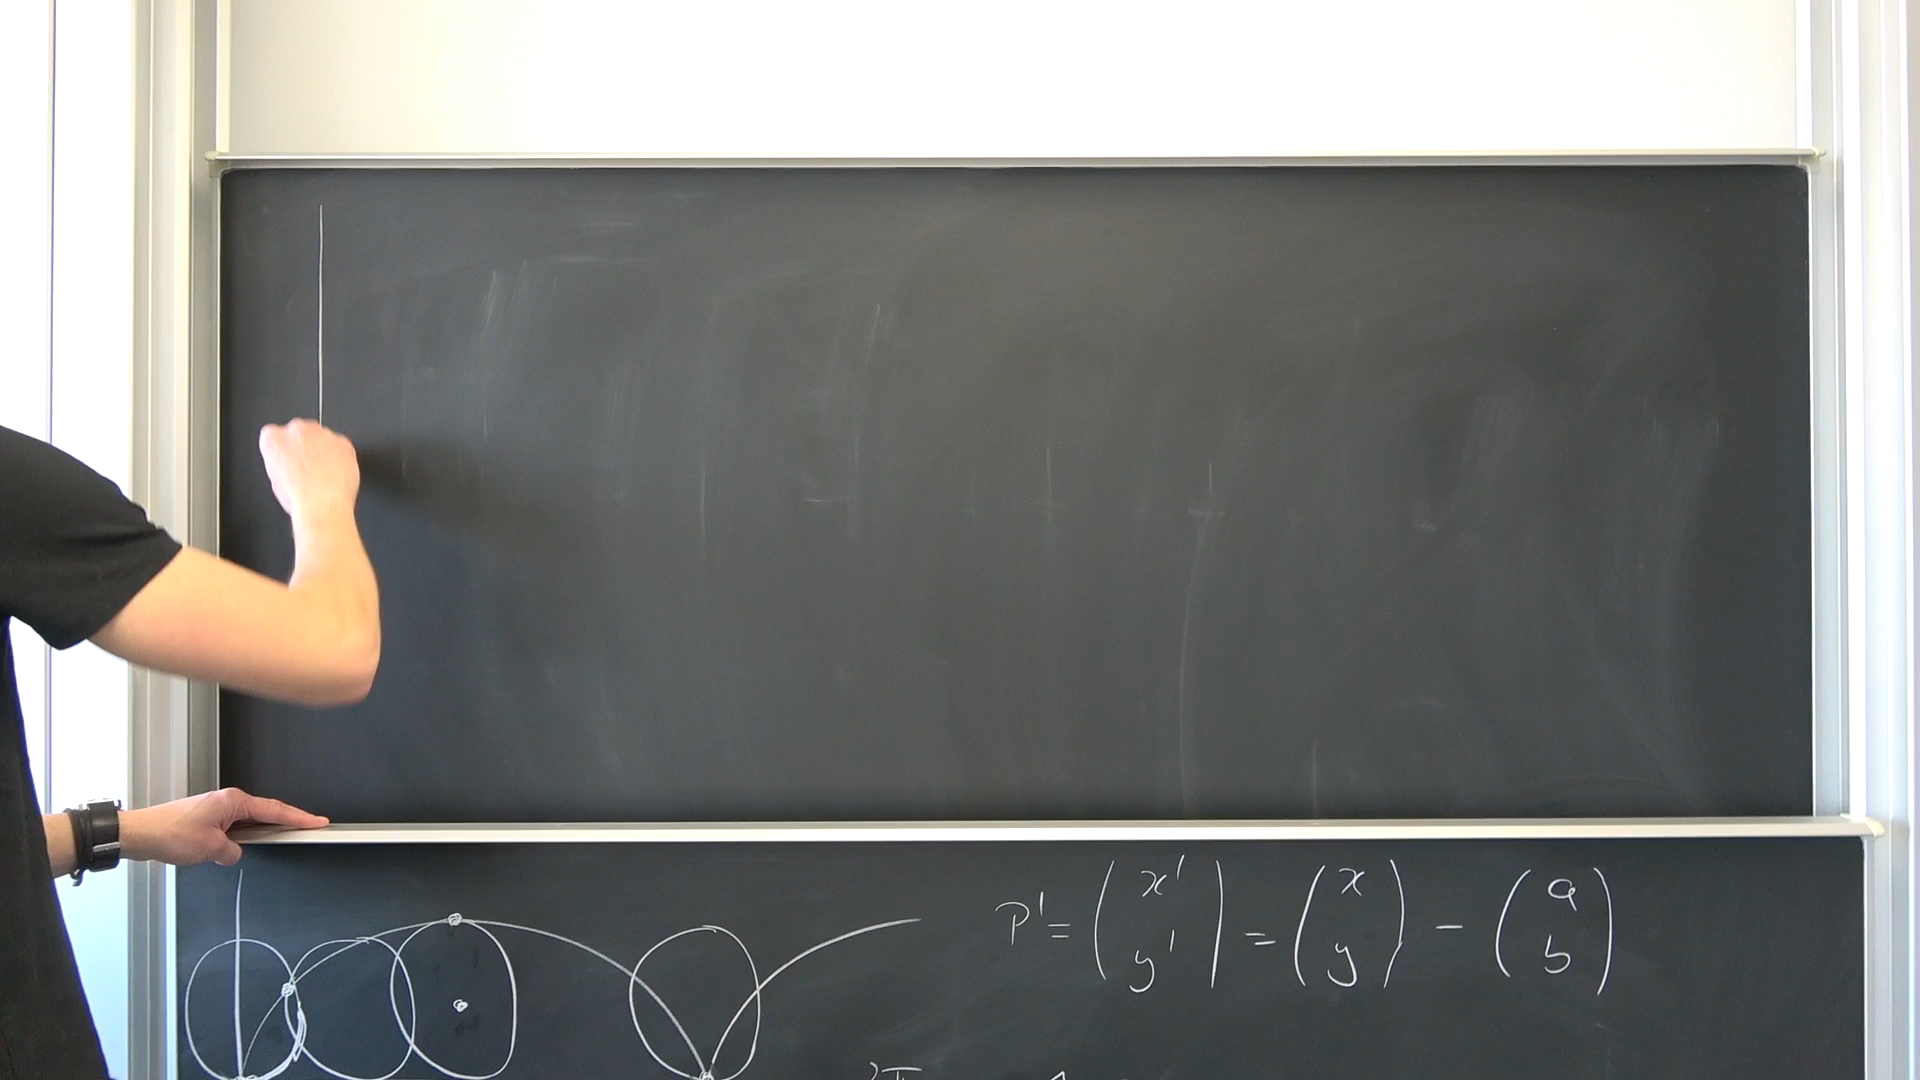 P' = ( x' y' ) = ( x y ) − ( a b )